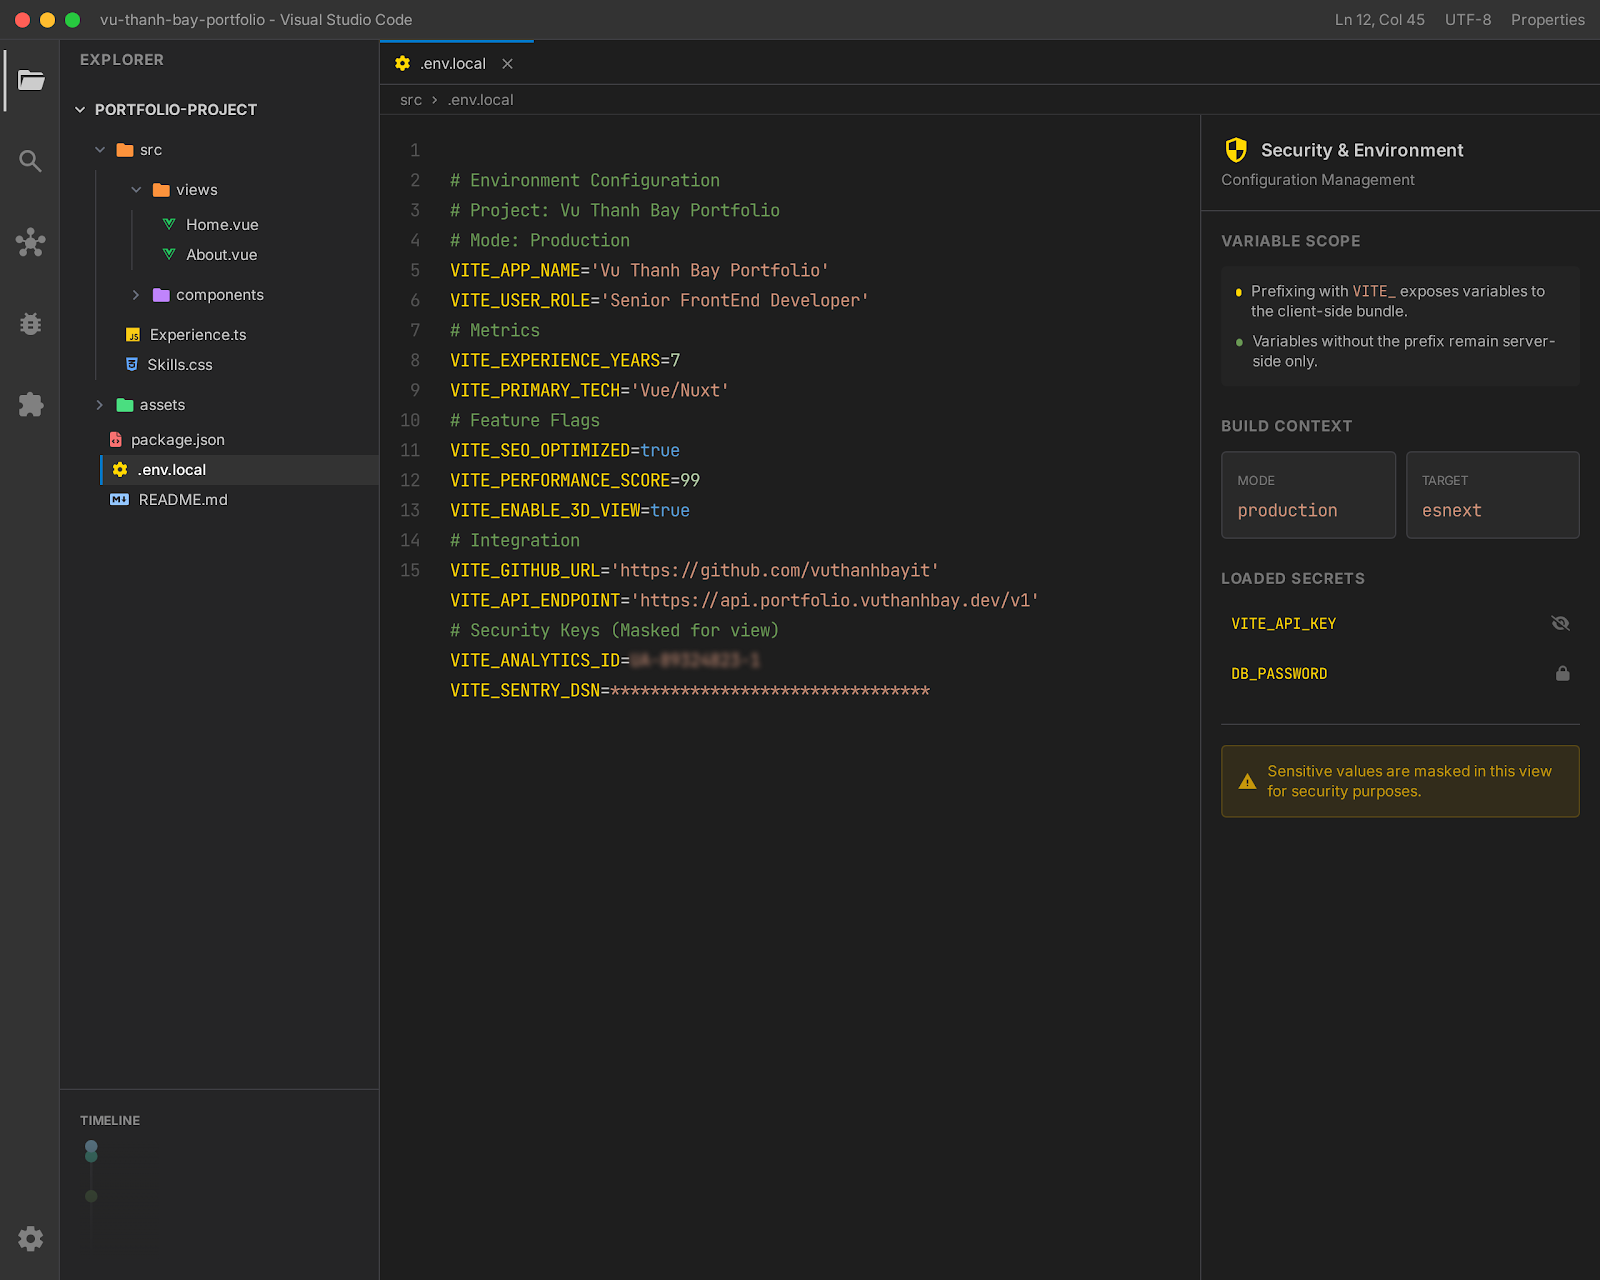 vu-thanh-bay-portfolio - Visual Studio Code
Ln 12, Col 45
UTF-8
Properties
EXPLORER
PORTFOLIO-PROJECT
src
views
Home.vue
About.vue
components
JS
Experience.ts
Skills.css
assets
package.json
.env.local
README.md
TIMELINE
.env.local
src
.env.local
1
2 # Environment Configuration
3 # Project: Vu Thanh Bay Portfolio
4 # Mode: Production
5 VITE_APP_NAME='Vu Thanh Bay Portfolio'
6 VITE_USER_ROLE='Senior FrontEnd Developer'
7 # Metrics
8 VITE_EXPERIENCE_YEARS=7
9 VITE_PRIMARY_TECH='Vue/Nuxt'
10 # Feature Flags
11 VITE_SEO_OPTIMIZED=true
12 VITE_PERFORMANCE_SCORE=99
13 VITE_ENABLE_3D_VIEW=true
14 # Integration
15 VITE_GITHUB_URL='https://github.com/vuthanhbayit'
VITE_API_ENDPOINT='https://api.portfolio.vuthanhbay.dev/v1'
# Security Keys (Masked for view)
VITE_ANALYTICS_ID=
VITE_SENTRY_DSN=********************************
Security & Environment
Configuration Management
VARIABLE SCOPE
Prefixing with VITE_ exposes variables to
the client-side bundle.
Variables without the prefix remain server-
side only.
BUILD CONTEXT
MODE
production
TARGET
esnext
LOADED SECRETS
VITE_API_KEY
DB_PASSWORD
Sensitive values are masked in this view
for security purposes.